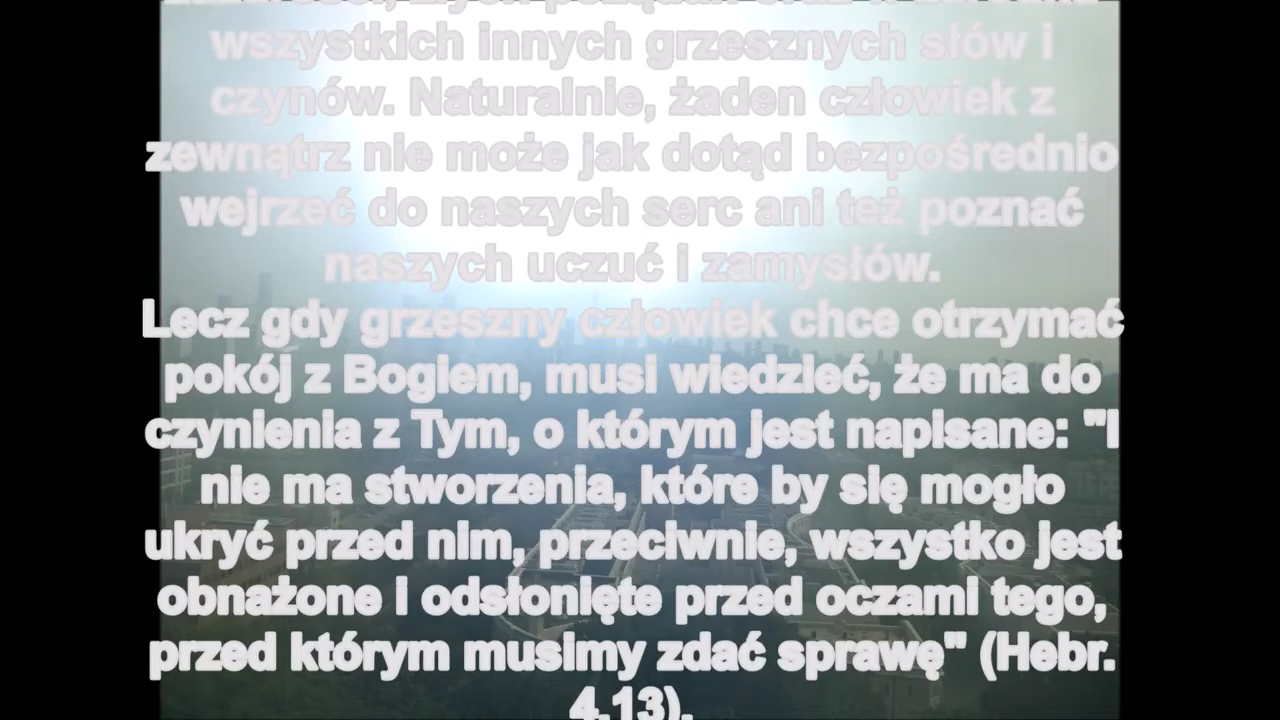 wszystkich innych grzesznych słów i
czynów. Naturalnie, żaden człowiek z
zewnątrz nie może jak dotąd bezpośrednio
wejrzeć do naszych serc ani też poznać
naszych uczuć i zamysłów.
Lecz gdy grzeszny człowiek chce otrzymać
pokój z Bogiem, musi wiedzieć, że ma do
czynienia z Tym, o którym jest napisane: "I
nie ma stworzenia, które by się mogło
ukryć przed nim, przeciwnie, wszystko jest
obnażone i odsłonięte przed oczami tego,
przed którym musimy zdać sprawę" (Hebr.
4,13).